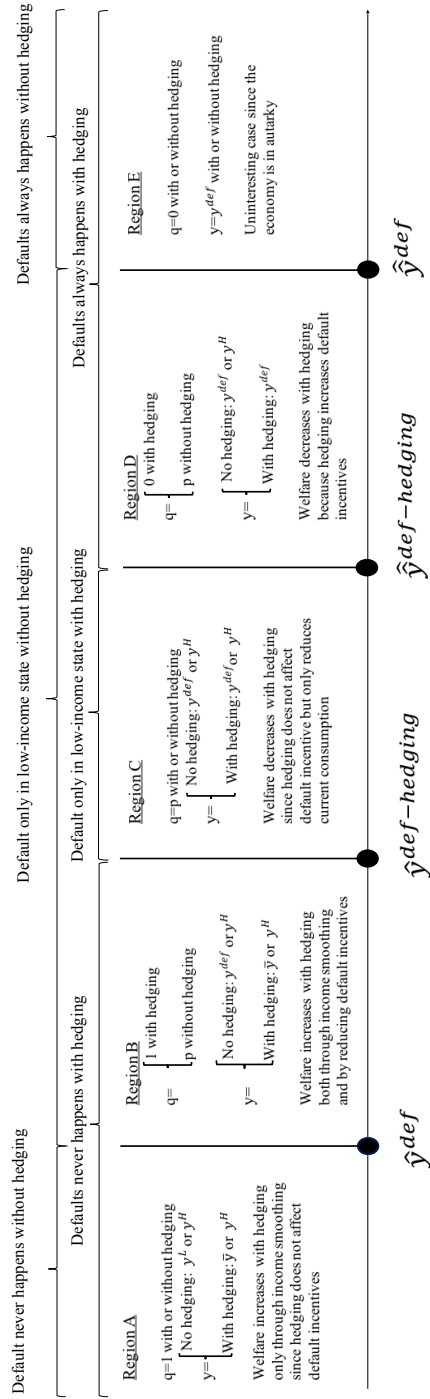 Default never happens without hedging
Default only in low-income state without hedging
Defaults always happens without hedging
Defaults never happens with hedging
Default only in low-income state with hedging
Defaults always happens with hedging
Region A
q=1 with or without hedging
No hedging: y^L or y^H
y=
With hedging: ȳ or y^H
Welfare increases with hedging
only through income smoothing
since hedging does not affect
default incentives
Region B
1 with hedging
q=
p without hedging
No hedging: y^def or y^H
y=
With hedging: ȳ or y^H
Welfare increases with hedging
both through income smoothing
and by reducing default incentives
Region C
q=p with or without hedging
No hedging: y^def or y^H
y=
With hedging: y^def or y^H
Welfare decreases with hedging
since hedging does not affect
default incentive but only reduces
current consumption
Region D
0 with hedging
q=
p without hedging
No hedging: y^def or y^H
y=
With hedging: y^def
Welfare decreases with hedging
because hedging increases default
incentives
Region E
q=0 with or without hedging
y=y^def with or without hedging
Uninteresting case since the
economy is in autarky
ŷ^def
ŷ^def−hedging
ŷ^def−hedging
ŷ^def